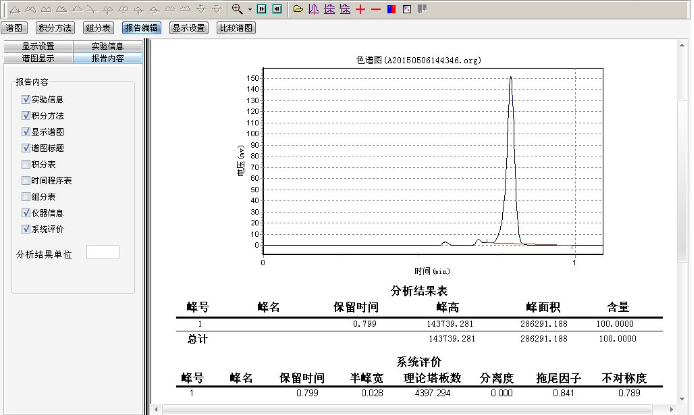 谱图 积分方法 组分表 报告编辑 显示设置 比较谱图
显示设置 实验信息
谱图显示 报告内容
报告内容
实验信息
积分方法
显示谱图
谱图标题
积分表
时间程序表
组分表
仪器信息
系统评价
分析结果单位
色谱图(A20150506144346.org)
150
140
130
120
110
100
90
80
70
60
50
40
30
20
10
0
电压(mv)
0 1
时间(min)
分析结果表
峰号 峰名 保留时间 峰高 峰面积 含量
1 0.799 143739.281 286291.188 100.0000
总计 143739.281 286291.188 100.0000
系统评价
峰号 峰名 保留时间 半峰宽 理论塔板数 分离度 拖尾因子 不对称度
1 0.799 0.028 4397.294 0.000 0.841 0.789